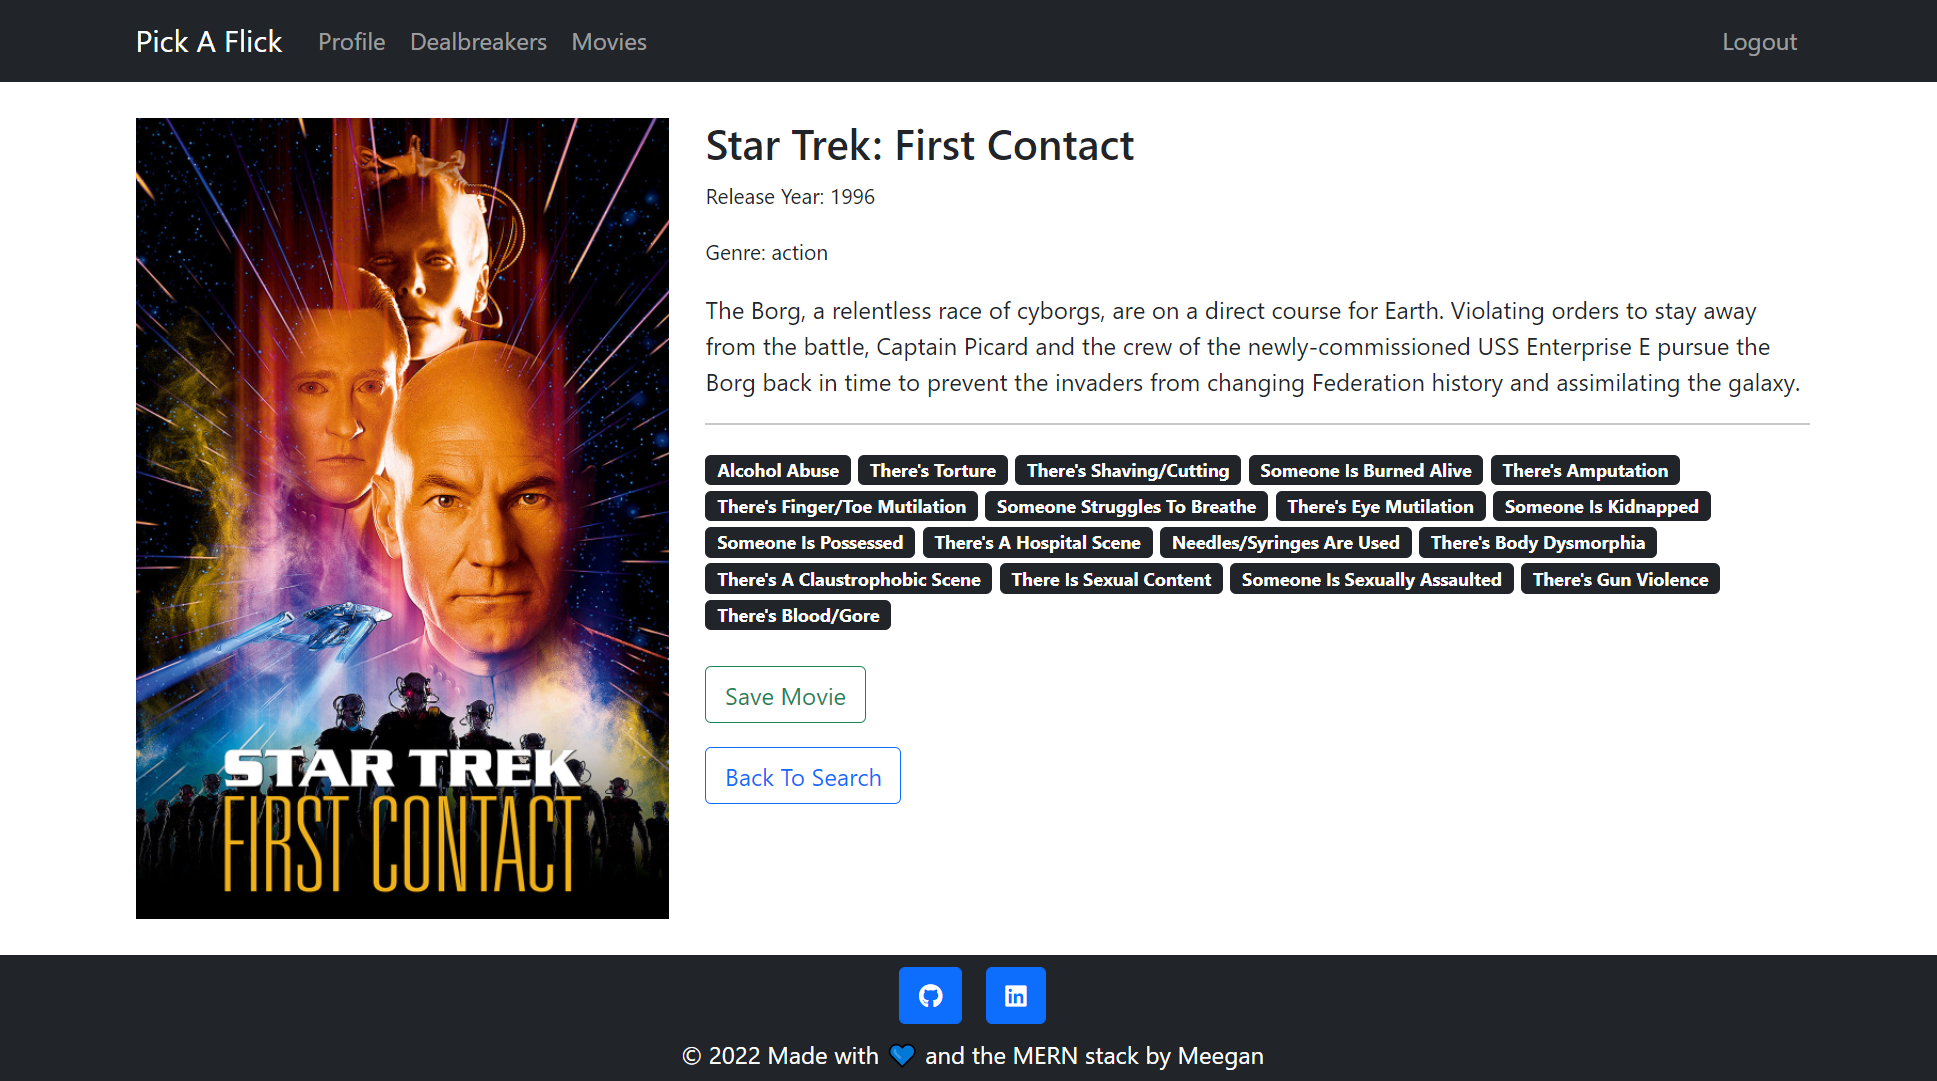 Pick A Flick Profile Dealbreakers Movies Logout
STAR TREK
FIRST CONTACT
Star Trek: First Contact
Release Year: 1996
Genre: action
The Borg, a relentless race of cyborgs, are on a direct course for Earth. Violating orders to stay away
from the battle, Captain Picard and the crew of the newly-commissioned USS Enterprise E pursue the
Borg back in time to prevent the invaders from changing Federation history and assimilating the galaxy.
Alcohol Abuse There's Torture There's Shaving/Cutting Someone Is Burned Alive There's Amputation
There's Finger/Toe Mutilation Someone Struggles To Breathe There's Eye Mutilation Someone Is Kidnapped
Someone Is Possessed There's A Hospital Scene Needles/Syringes Are Used There's Body Dysmorphia
There's A Claustrophobic Scene There Is Sexual Content Someone Is Sexually Assaulted There's Gun Violence
There's Blood/Gore
Save Movie
Back To Search
© 2022 Made with 💙 and the MERN stack by Meegan